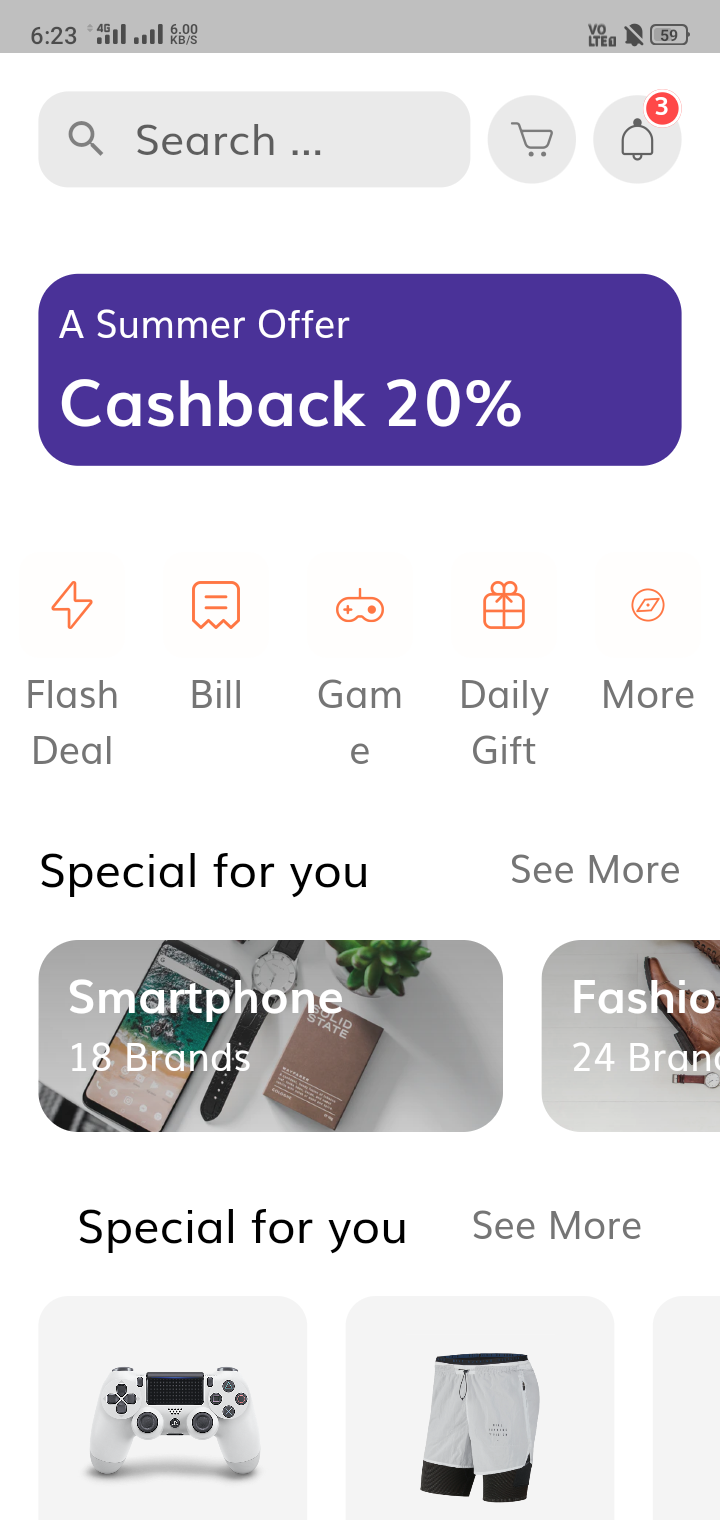 6:23 4G 6.00 KB/S VO LTE 59
Search ...
3
A Summer Offer
Cashback 20%
Flash Deal
Bill
Gam
e
Daily Gift
More
Special for you See More
Smartphone
18 Brands
SOLID
STATE
Fashio
24 Bran
Special for you See More